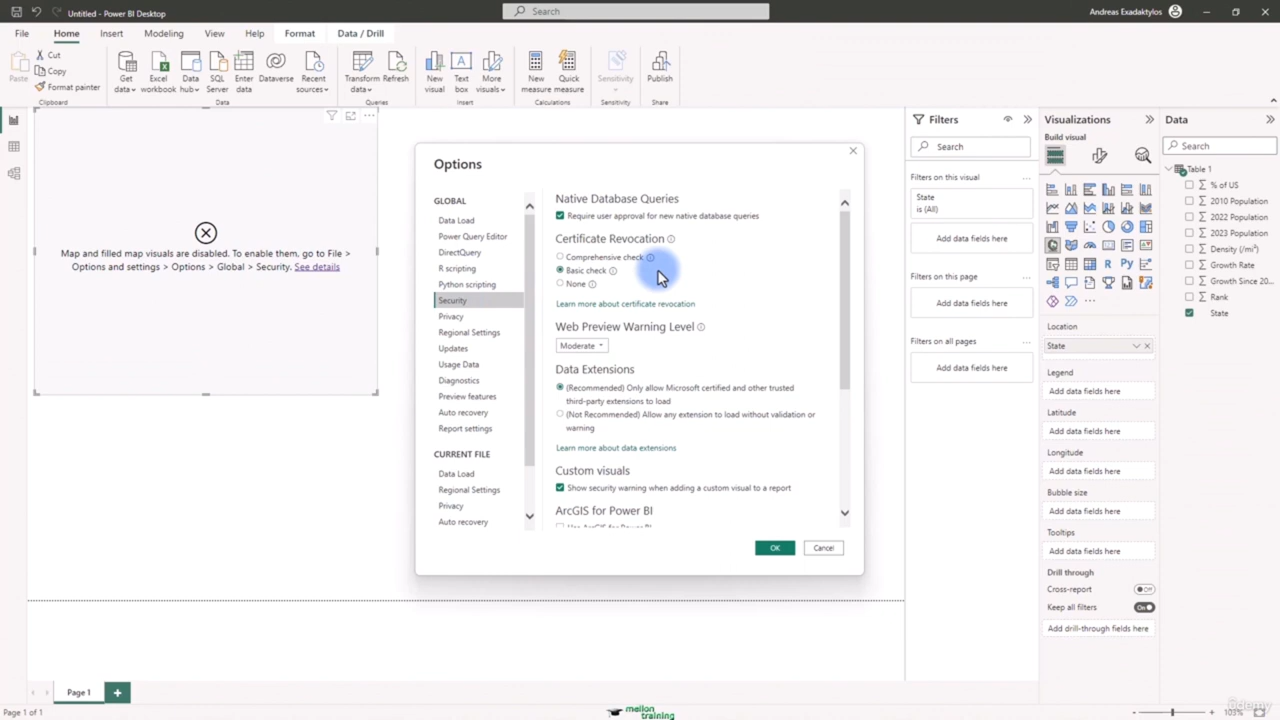 Untitled - Power BI Desktop
Search
Andreas Exadaktylos
File
Home
Insert
Modeling
View
Help
Format
Data / Drill
Paste
Cut
Copy
Format painter
Clipboard
Get data
Excel workbook
Data hub
SQL Server
Enter data
Dataverse
Recent sources
Data
Transform data
Refresh
Queries
New visual
Text box
More visuals
Insert
New measure
Quick measure
Calculations
Sensitivity
Sensitivity
Publish
Share
Map and filled map visuals are disabled. To enable them, go to File >
Options and settings > Options > Global > Security. See details
Options
GLOBAL
Data Load
Power Query Editor
DirectQuery
R scripting
Python scripting
Security
Privacy
Regional Settings
Updates
Usage Data
Diagnostics
Preview features
Auto recovery
Report settings
CURRENT FILE
Data Load
Regional Settings
Privacy
Auto recovery
Native Database Queries
Require user approval for new native database queries
Certificate Revocation
Comprehensive check
Basic check
None
Learn more about certificate revocation
Web Preview Warning Level
Moderate
Data Extensions
(Recommended) Only allow Microsoft certified and other trusted
third-party extensions to load
(Not Recommended) Allow any extension to load without validation or
warning
Learn more about data extensions
Custom visuals
Show security warning when adding a custom visual to a report
ArcGIS for Power BI
Use ArcGIS for Power BI
OK
Cancel
Filters
Search
Filters on this visual
State
is (All)
Add data fields here
Filters on this page
Add data fields here
Filters on all pages
Add data fields here
Visualizations
Build visual
R
Py
123
Location
State
Legend
Add data fields here
Latitude
Add data fields here
Longitude
Add data fields here
Bubble size
Add data fields here
Tooltips
Add data fields here
Drill through
Cross-report
Off
Keep all filters
On
Add drill-through fields here
Data
Search
Table 1
% of US
2010 Population
2022 Population
2023 Population
Density (/mi²)
Growth Rate
Growth Since 20...
Rank
State
Page 1
Page 1 of 1
mellon
training
ûdemy
103%